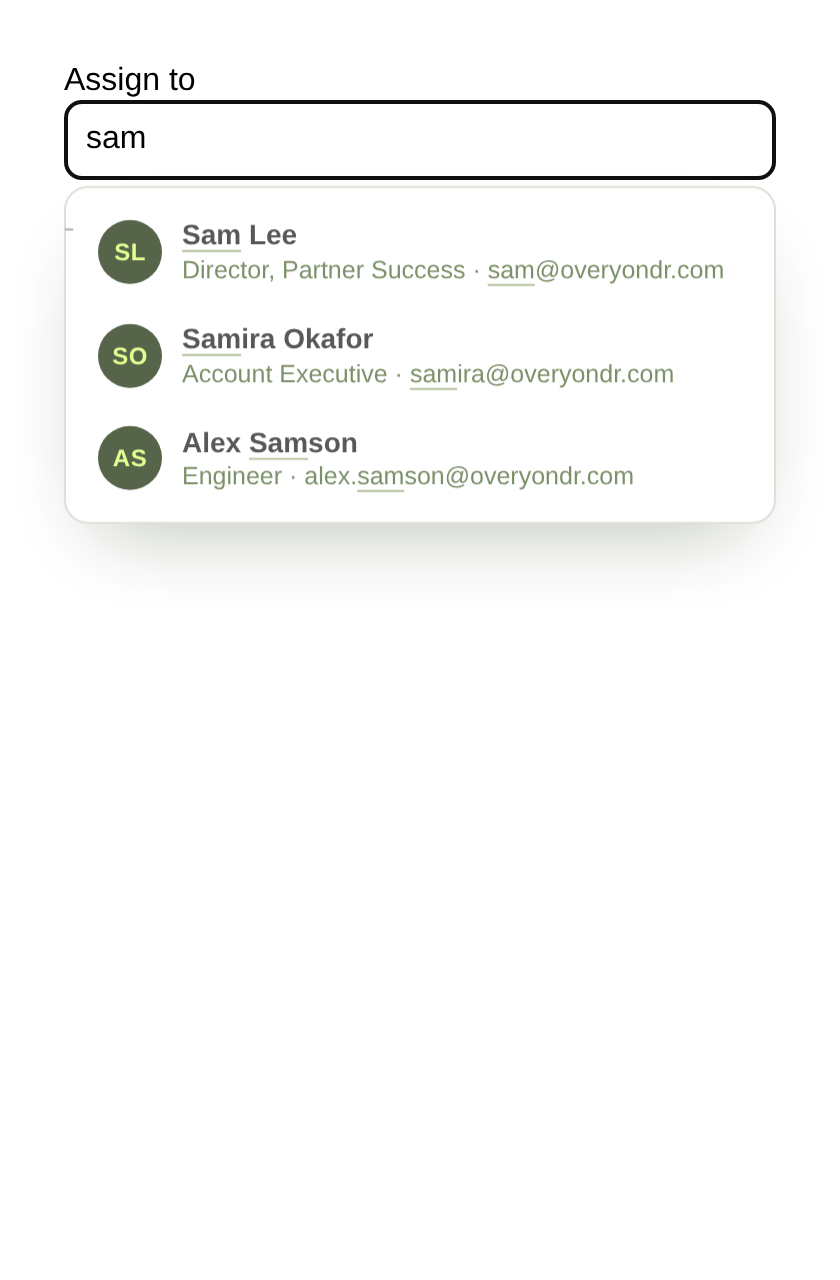 Assign to
sam
SL
Sam Lee
Director, Partner Success · sam@overyondr.com
SO
Samira Okafor
Account Executive · samira@overyondr.com
AS
Alex Samson
Engineer · alex.samson@overyondr.com